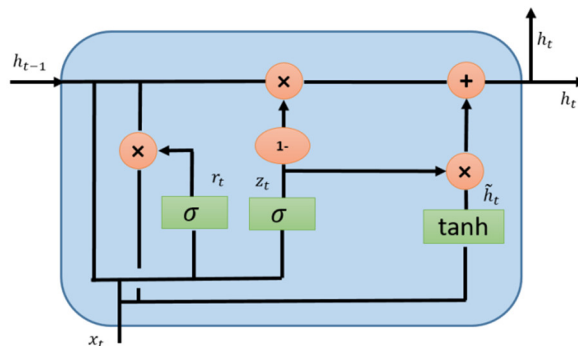 h_{t-1}
h_t
h_t
×
+
×
1-
×
r_t
z_t
h̃_t
σ
σ
tanh
x_t